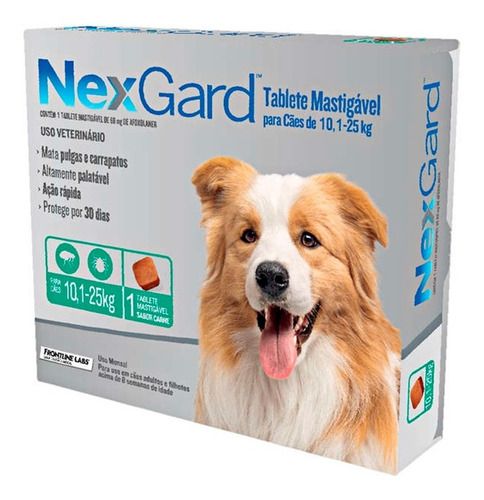 NexGard™
Tablete Mastigável
para Cães de 10,1-25 kg
CONTÉM 1 TABLETE MASTIGÁVEL DE 68 mg DE AFOXOLANER
USO VETERINÁRIO
• Mata pulgas e carrapatos
• Altamente palatável
• Ação rápida
• Protege por 30 dias
PARA CÃES
10,1-25kg
1 TABLETE
MASTIGÁVEL
SABOR CARNE
FRONTLINE LABS
Uso Mensal
Para uso em cães adultos e filhotes
acima de 8 semanas de idade
NexGard
10,1-25kg